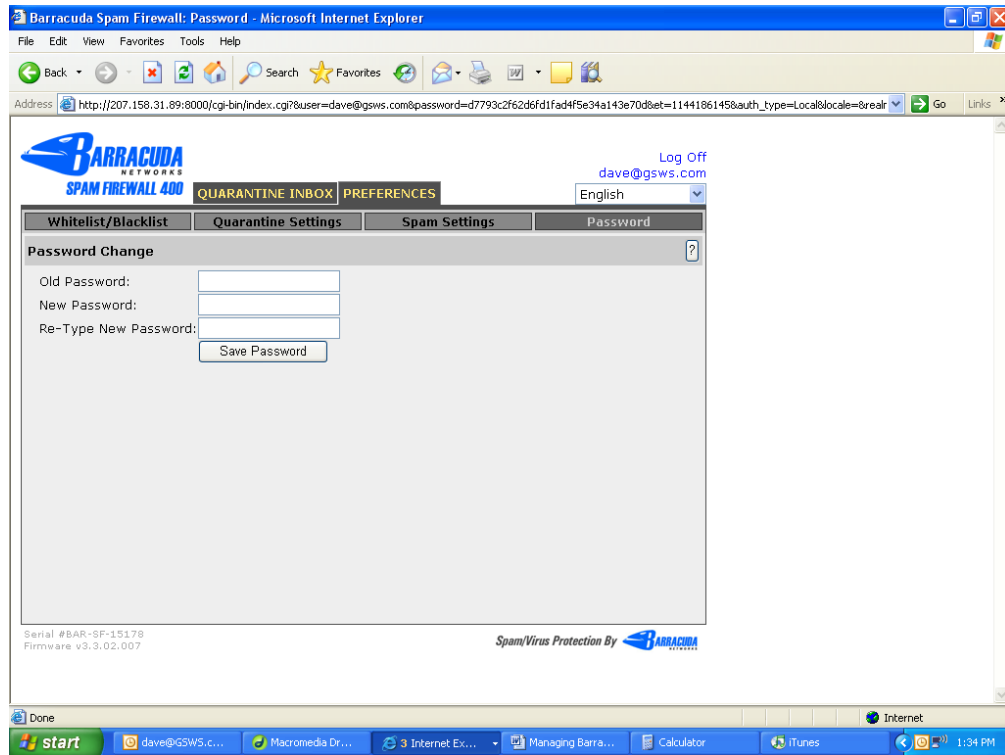 Barracuda Spam Firewall: Password - Microsoft Internet Explorer
File Edit View Favorites Tools Help
Back Search Favorites
Address http://207.158.31.89:8000/cgi-bin/index.cgi?&user=dave@gsws.com&password=d7793c2f62d6fd1fad4f5e34a143e70d&et=1144186145&auth_type=Local&locale=&realr Go Links »
BARRACUDA
NETWORKS
SPAM FIREWALL 400
Log Off
dave@gsws.com
QUARANTINE INBOX PREFERENCES English
Whitelist/Blacklist Quarantine Settings Spam Settings Password
Password Change ?
Old Password:
New Password:
Re-Type New Password:
Save Password
Serial #BAR-SF-15178
Firmware v3.3.02.007
Spam/Virus Protection By BARRACUDA
NETWORKS
Done Internet
start dave@GSWS.c... Macromedia Dr... 3 Internet Ex... Managing Barra... Calculator iTunes 1:34 PM